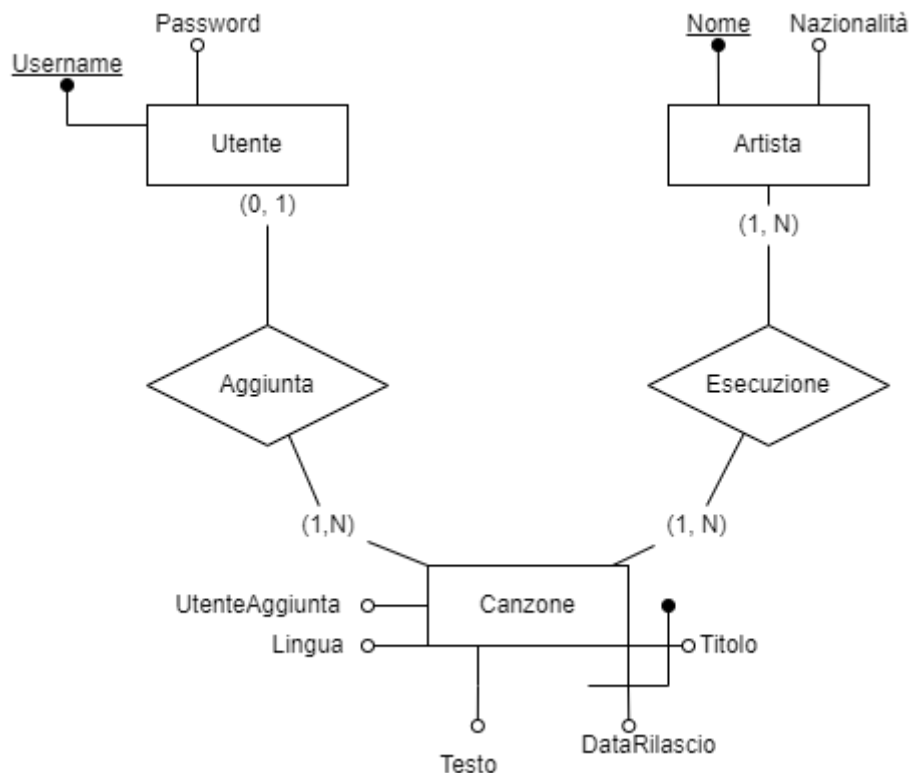 Password
Nome
Nazionalità
Username
Utente
Artista
(0, 1)
(1, N)
Aggiunta
Esecuzione
(1,N)
(1, N)
UtenteAggiunta
Canzone
Lingua
Titolo
Testo
DataRilascio